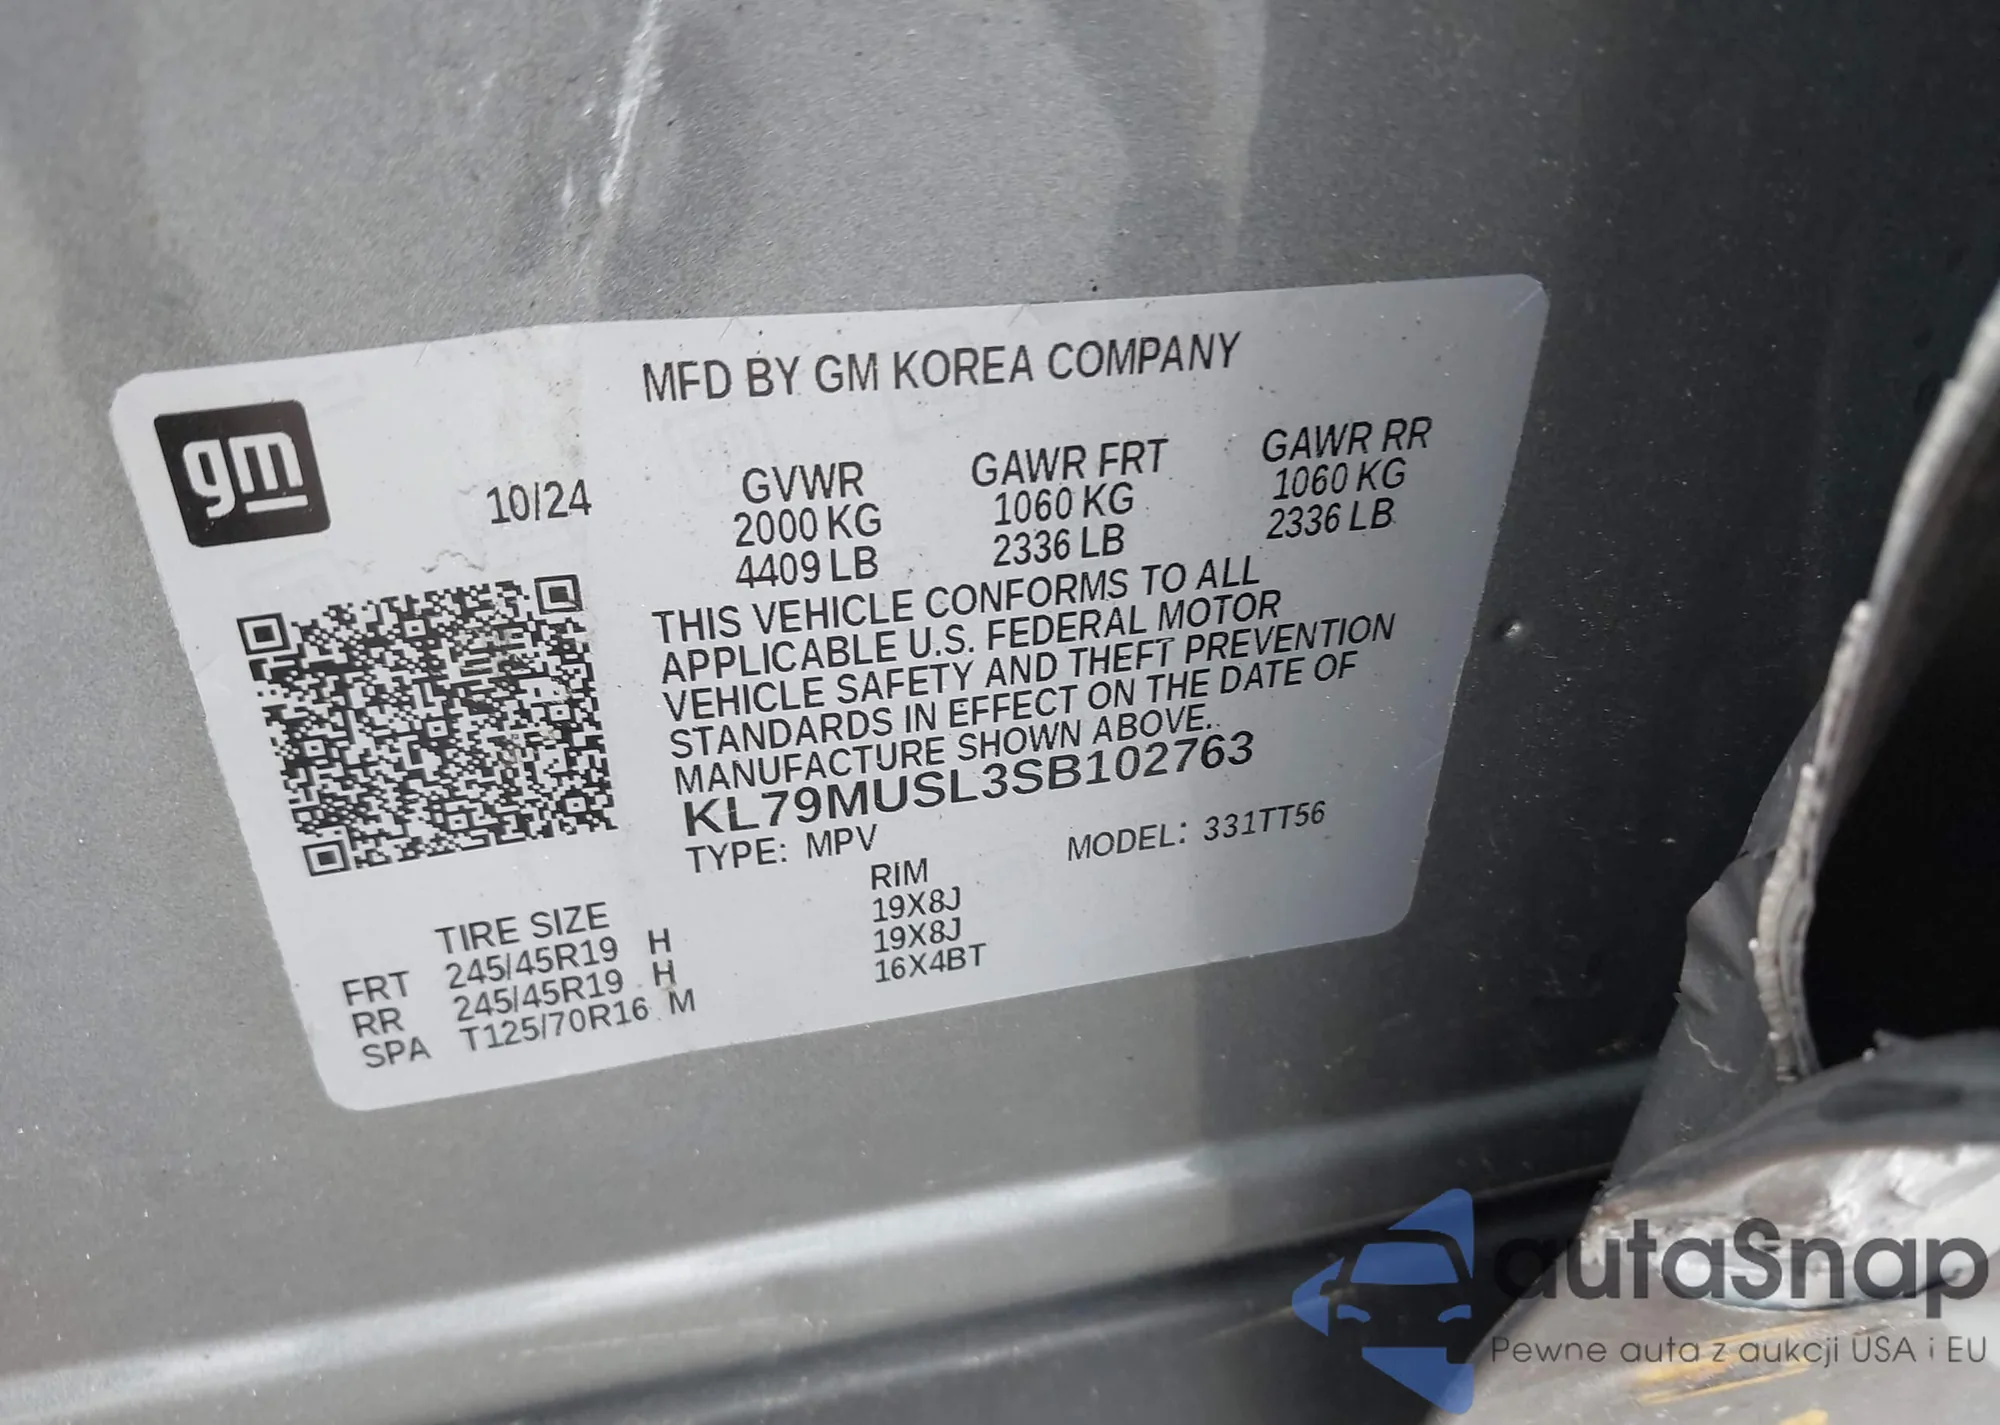 MFD BY GM KOREA COMPANY
gm
10/24
GVWR GAWR FRT GAWR RR
2000 KG 1060 KG 1060 KG
4409 LB 2336 LB 2336 LB
THIS VEHICLE CONFORMS TO ALL
APPLICABLE U.S. FEDERAL MOTOR
VEHICLE SAFETY AND THEFT PREVENTION
STANDARDS IN EFFECT ON THE DATE OF
MANUFACTURE SHOWN ABOVE..
KL79MUSL3SB102763
TYPE: MPV MODEL: 331TT56
TIRE SIZE RIM
FRT 245/45R19 H 19X8J
RR 245/45R19 H 19X8J
SPA T125/70R16 M 16X4BT
autaSnap
Pewne auta z aukcji USA i EU